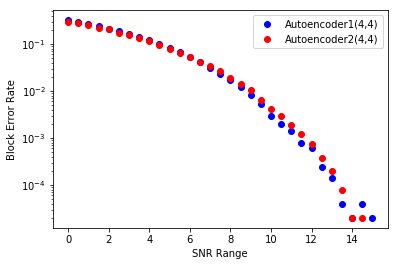 Autoencoder1(4,4)
Autoencoder2(4,4)
10⁻¹
10⁻²
10⁻³
10⁻⁴
Block Error Rate
0 2 4 6 8 10 12 14
SNR Range